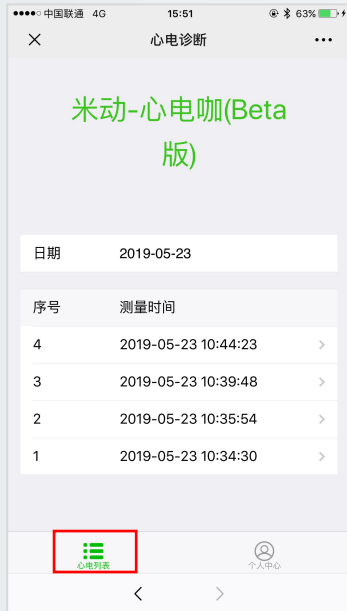 中国联通 4G 15:51 63%
心电诊断
米动-心电咖(Beta
版)
日期 2019-05-23
序号 测量时间
4 2019-05-23 10:44:23
3 2019-05-23 10:39:48
2 2019-05-23 10:35:54
1 2019-05-23 10:34:30
心电列表 个人中心